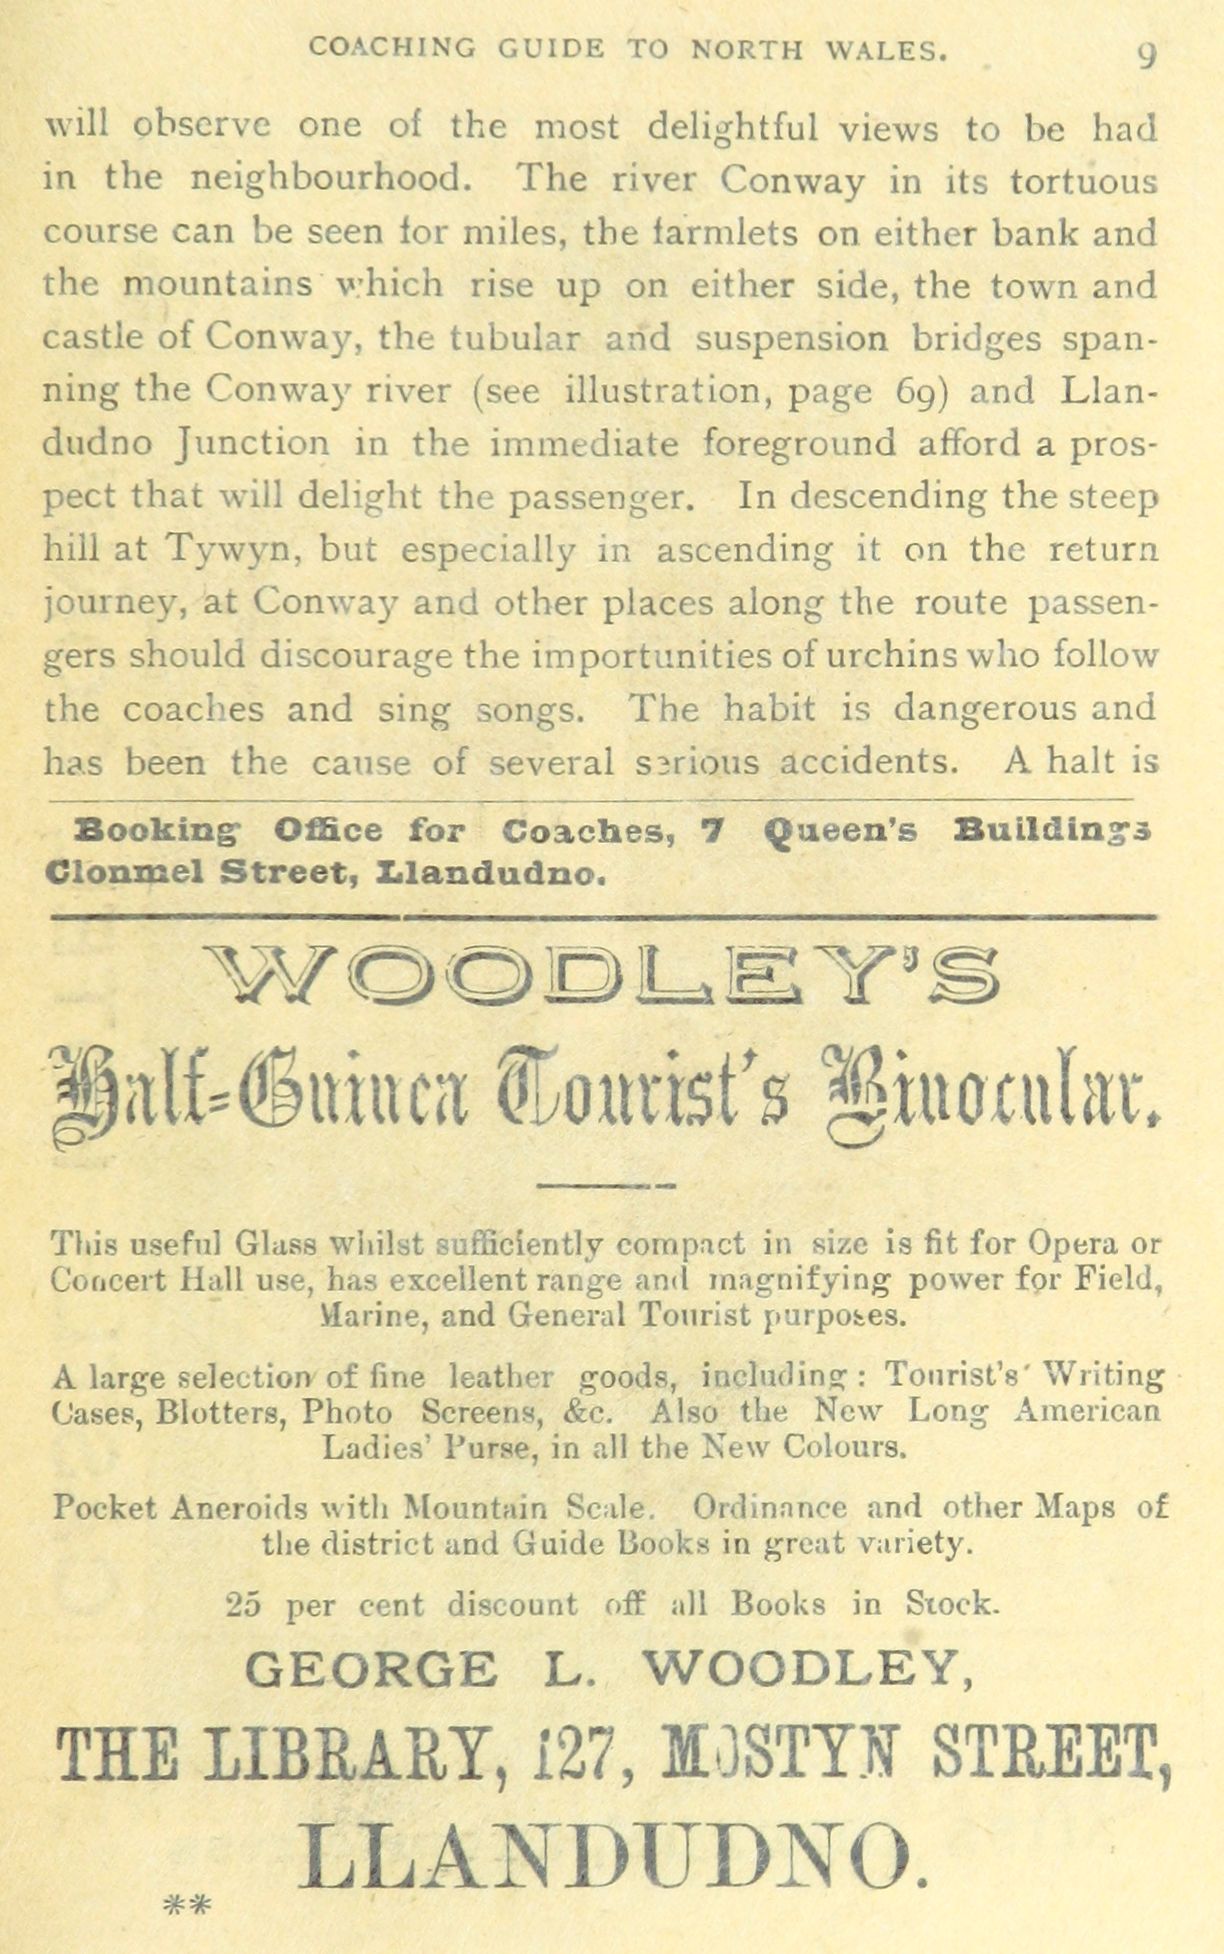 COACHING GUIDE TO NORTH WALES. 9
will observe one of the most delightful views to be had
in the neighbourhood. The river Conway in its tortuous
course can be seen for miles, the farmlets on either bank and
the mountains which rise up on either side, the town and
castle of Conway, the tubular and suspension bridges span-
ning the Conway river (see illustration, page 69) and Llan-
dudno Junction in the immediate foreground afford a pros-
pect that will delight the passenger. In descending the steep
hill at Tywyn, but especially in ascending it on the return
journey, at Conway and other places along the route passen-
gers should discourage the importunities of urchins who follow
the coaches and sing songs. The habit is dangerous and
has been the cause of several serious accidents. A halt is
Booking Office for Coaches, 7 Queen's Buildings
Clonmel Street, Llandudno.
WOODLEY'S
Half-Guinea Tourist's Binocular.
This useful Glass whilst sufficiently compact in size is fit for Opera or
Concert Hall use, has excellent range and magnifying power for Field,
Marine, and General Tourist purposes.
A large selection of fine leather goods, including: Tourist's Writing
Cases, Blotters, Photo Screens, &c. Also the New Long American
Ladies' Purse, in all the New Colours.
Pocket Aneroids with Mountain Scale. Ordinance and other Maps of
the district and Guide Books in great variety.
25 per cent discount off all Books in Stock.
GEORGE L. WOODLEY,
THE LIBRARY, 127, MOSTYN STREET,
LLANDUDNO.
**